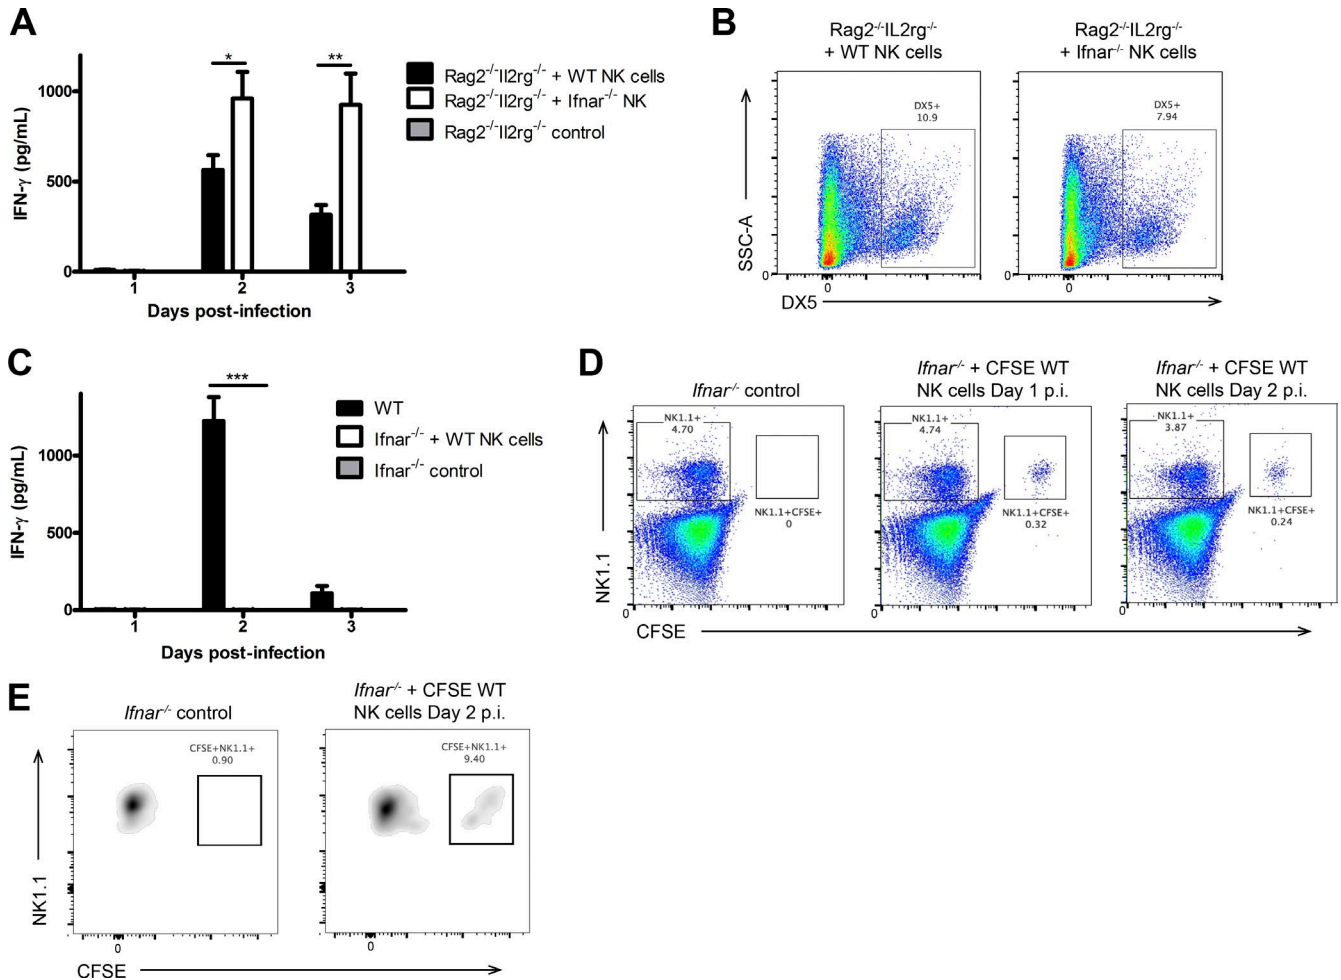 A
1000
500
0
IFN-γ (pg/mL)
1 2 3
Days post-infection
* **
Rag2-/-Il2rg-/- + WT NK cells
Rag2-/-Il2rg-/- + Ifnar-/- NK
Rag2-/-Il2rg-/- control
B
Rag2-/-IL2rg-/-
+ WT NK cells
Rag2-/-IL2rg-/-
+ Ifnar-/- NK cells
DX5+
10.9
DX5+
7.94
SSC-A
0
0
0
0
DX5
C
1000
500
0
IFN-γ (pg/mL)
1 2 3
Days post-infection
***
WT
Ifnar-/- + WT NK cells
Ifnar-/- control
D
Ifnar-/- control
Ifnar-/- + CFSE WT
NK cells Day 1 p.i.
Ifnar-/- + CFSE WT
NK cells Day 2 p.i.
NK1.1+
4.70
NK1.1+CFSE+
0
NK1.1+
4.74
NK1.1+CFSE+
0.32
NK1.1+
3.87
NK1.1+CFSE+
0.24
NK1.1
0
0
0
CFSE
E
Ifnar-/- control
Ifnar-/- + CFSE WT
NK cells Day 2 p.i.
CFSE+NK1.1+
0.90
CFSE+NK1.1+
9.40
NK1.1
0
0
CFSE